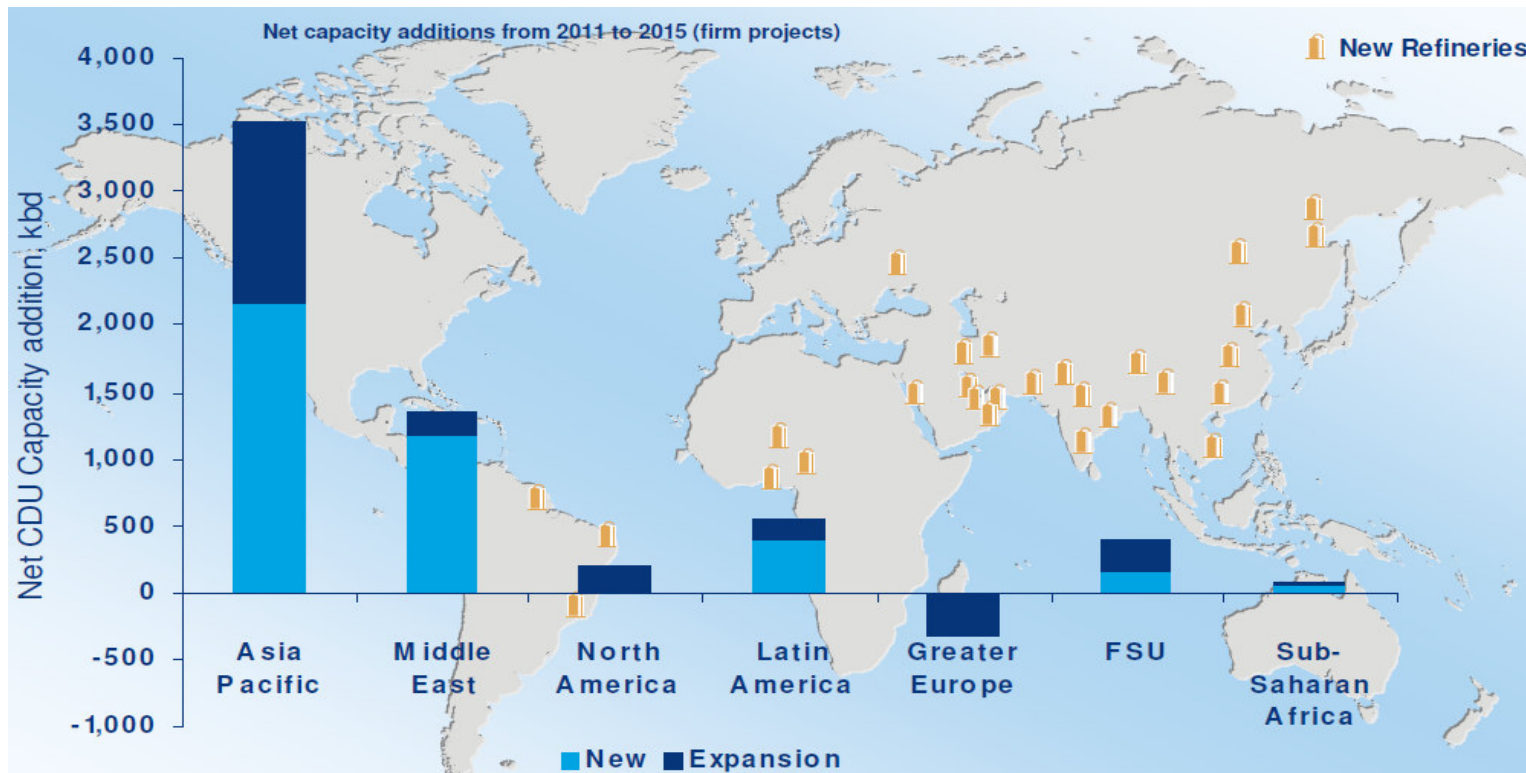 Net capacity additions from 2011 to 2015 (firm projects)
New Refineries
Net CDU Capacity addition, kbd
4,000
3,500
3,000
2,500
2,000
1,500
1,000
500
0
-500
-1,000
Asia
Pacific
Middle
East
North
America
Latin
America
Greater
Europe
FSU
Sub-
Saharan
Africa
New
Expansion